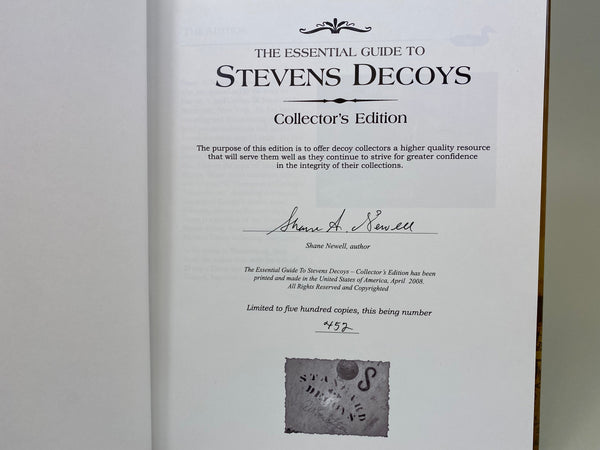 THE ESSENTIAL GUIDE TO
STEVENS DECOYS
Collector's Edition
The purpose of this edition is to offer decoy collectors a higher quality resource
that will serve them well as they continue to strive for greater confidence
in the integrity of their collections.
Shane A. Newell
Shane Newell, author
The Essential Guide To Stevens Decoys – Collector's Edition has been
printed and made in the United States of America, April 2008.
All Rights Reserved and Copyrighted
Limited to five hundred copies, this being number
#452
S
STANDARD
DECOYS